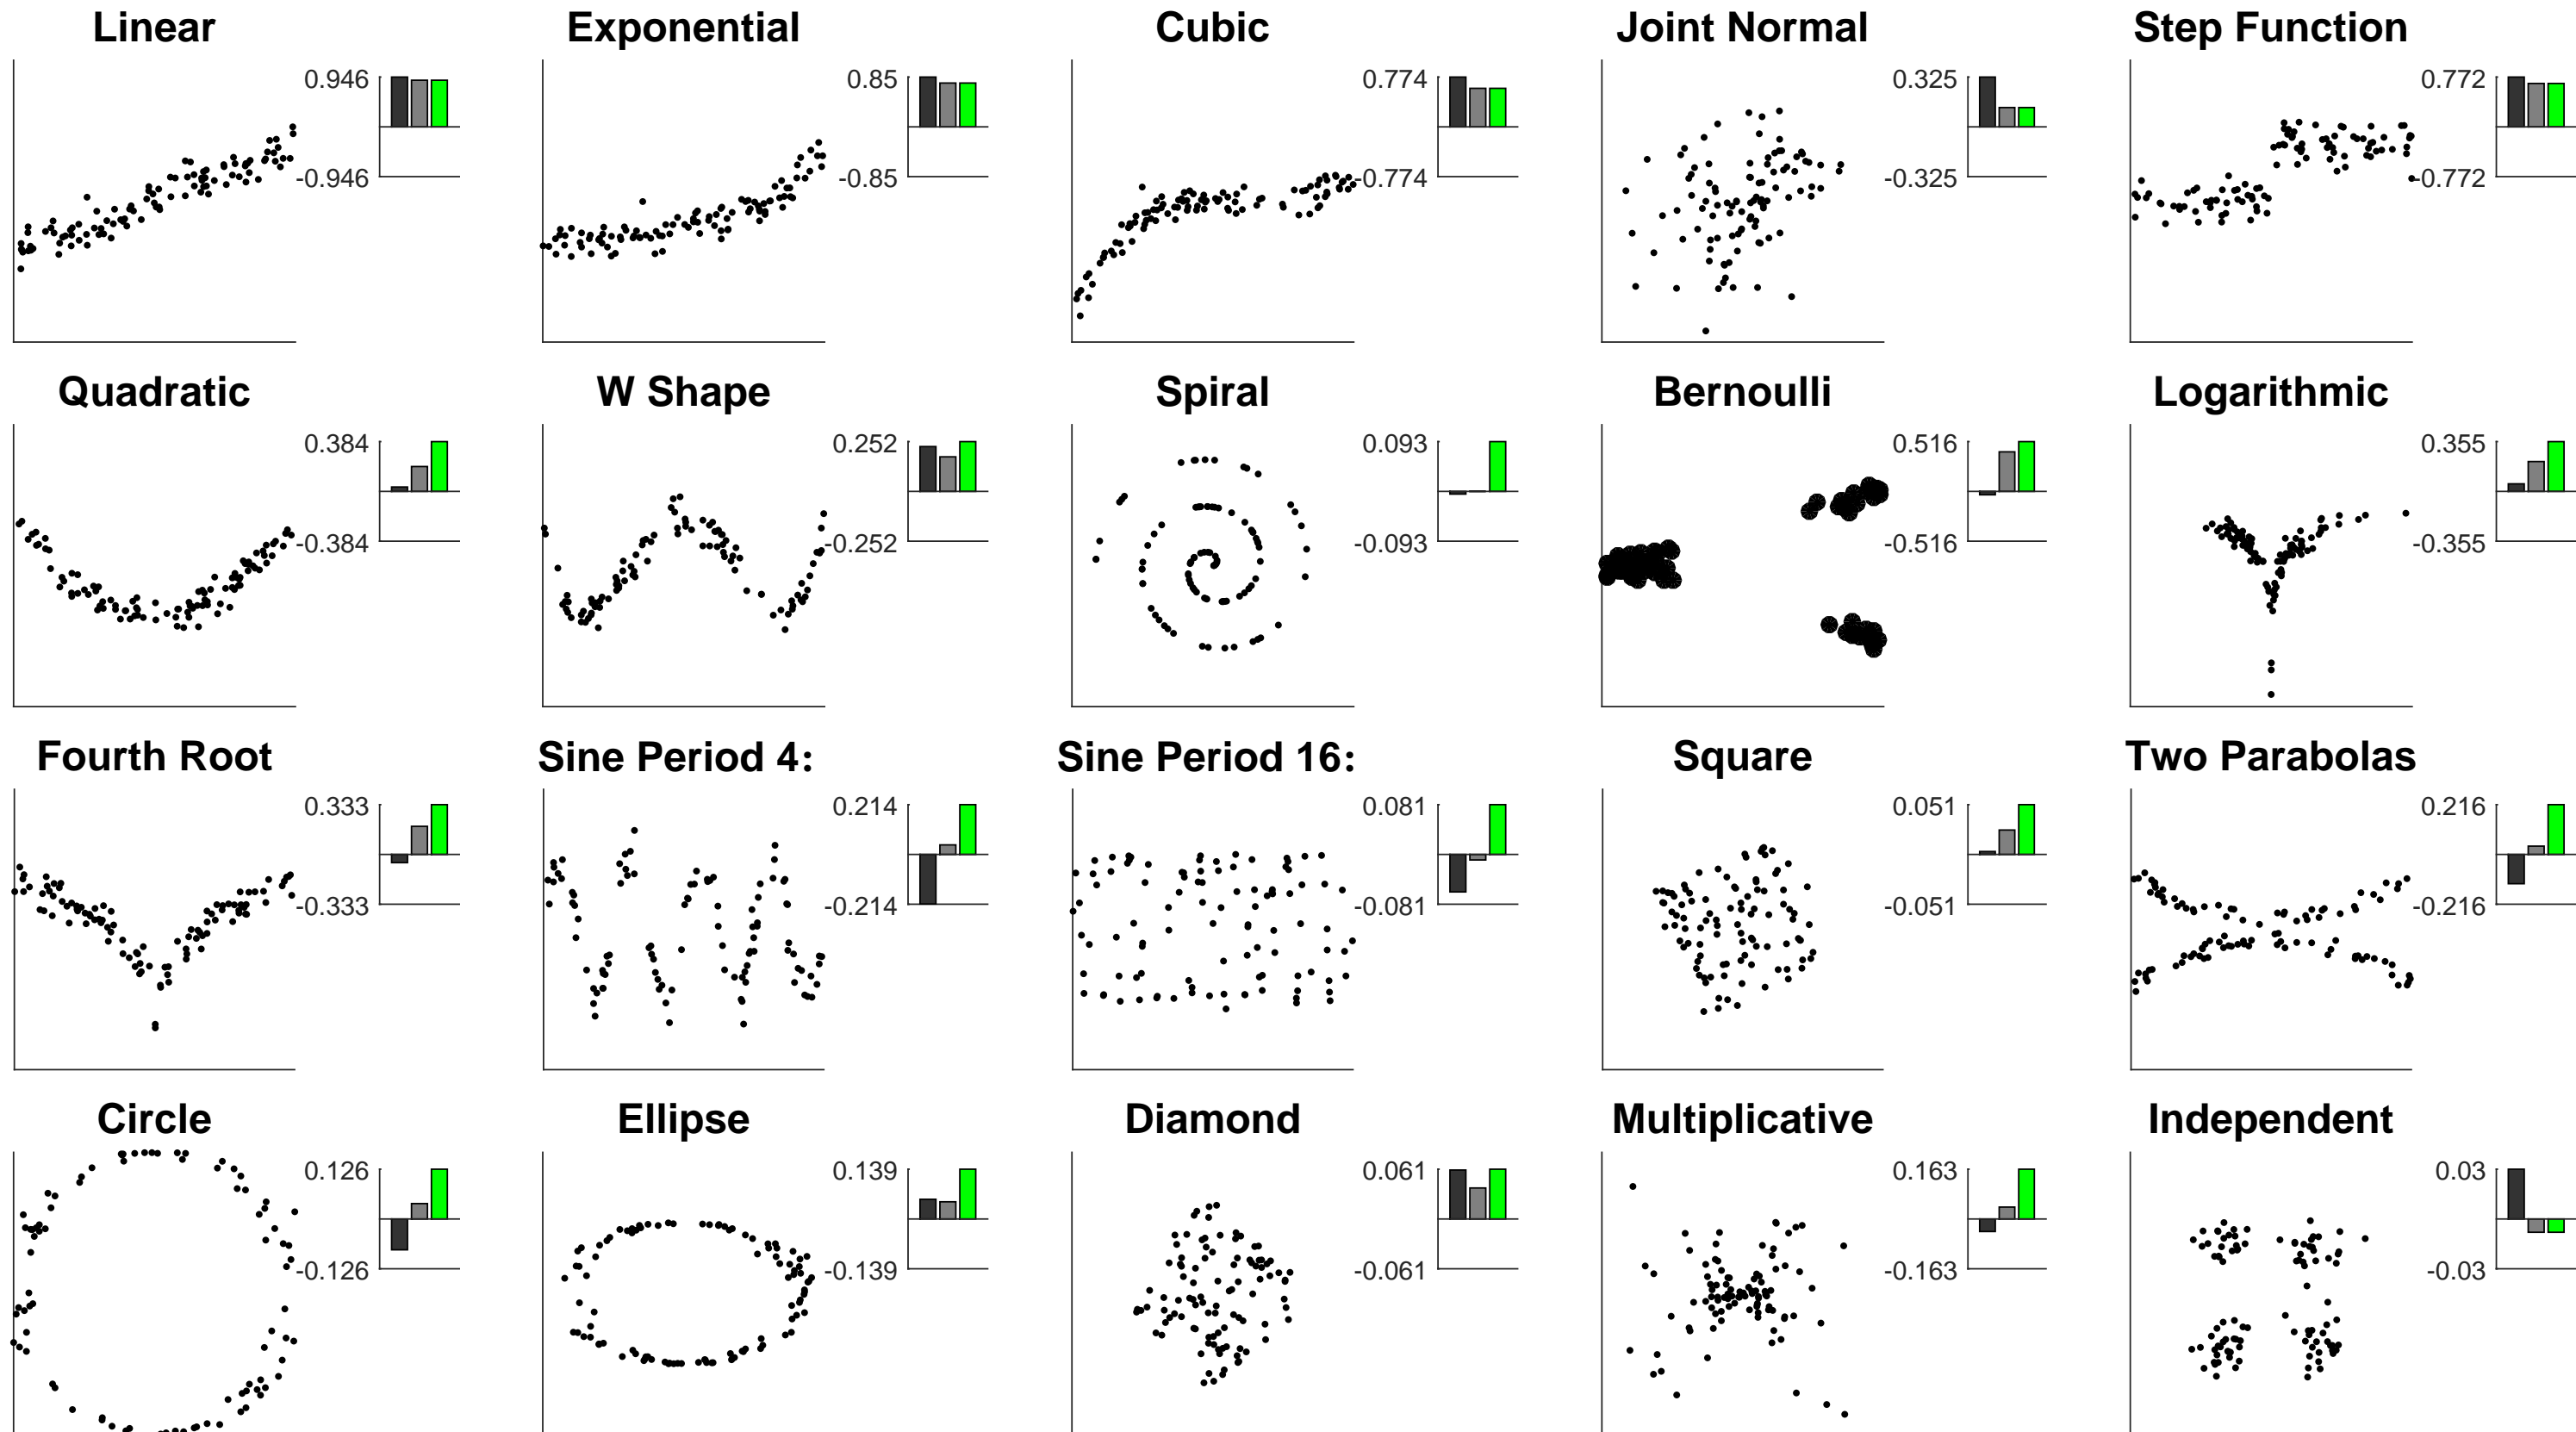 Linear
0.946
-0.946
Exponential
0.85
-0.85
Cubic
0.774
-0.774
Joint Normal
0.325
-0.325
Step Function
0.772
-0.772
Quadratic
0.384
-0.384
W Shape
0.252
-0.252
Spiral
0.093
-0.093
Bernoulli
0.516
-0.516
Logarithmic
0.355
-0.355
Fourth Root
0.333
-0.333
Sine Period 4:
0.214
-0.214
Sine Period 16:
0.081
-0.081
Square
0.051
-0.051
Two Parabolas
0.216
-0.216
Circle
0.126
-0.126
Ellipse
0.139
-0.139
Diamond
0.061
-0.061
Multiplicative
0.163
-0.163
Independent
0.03
-0.03